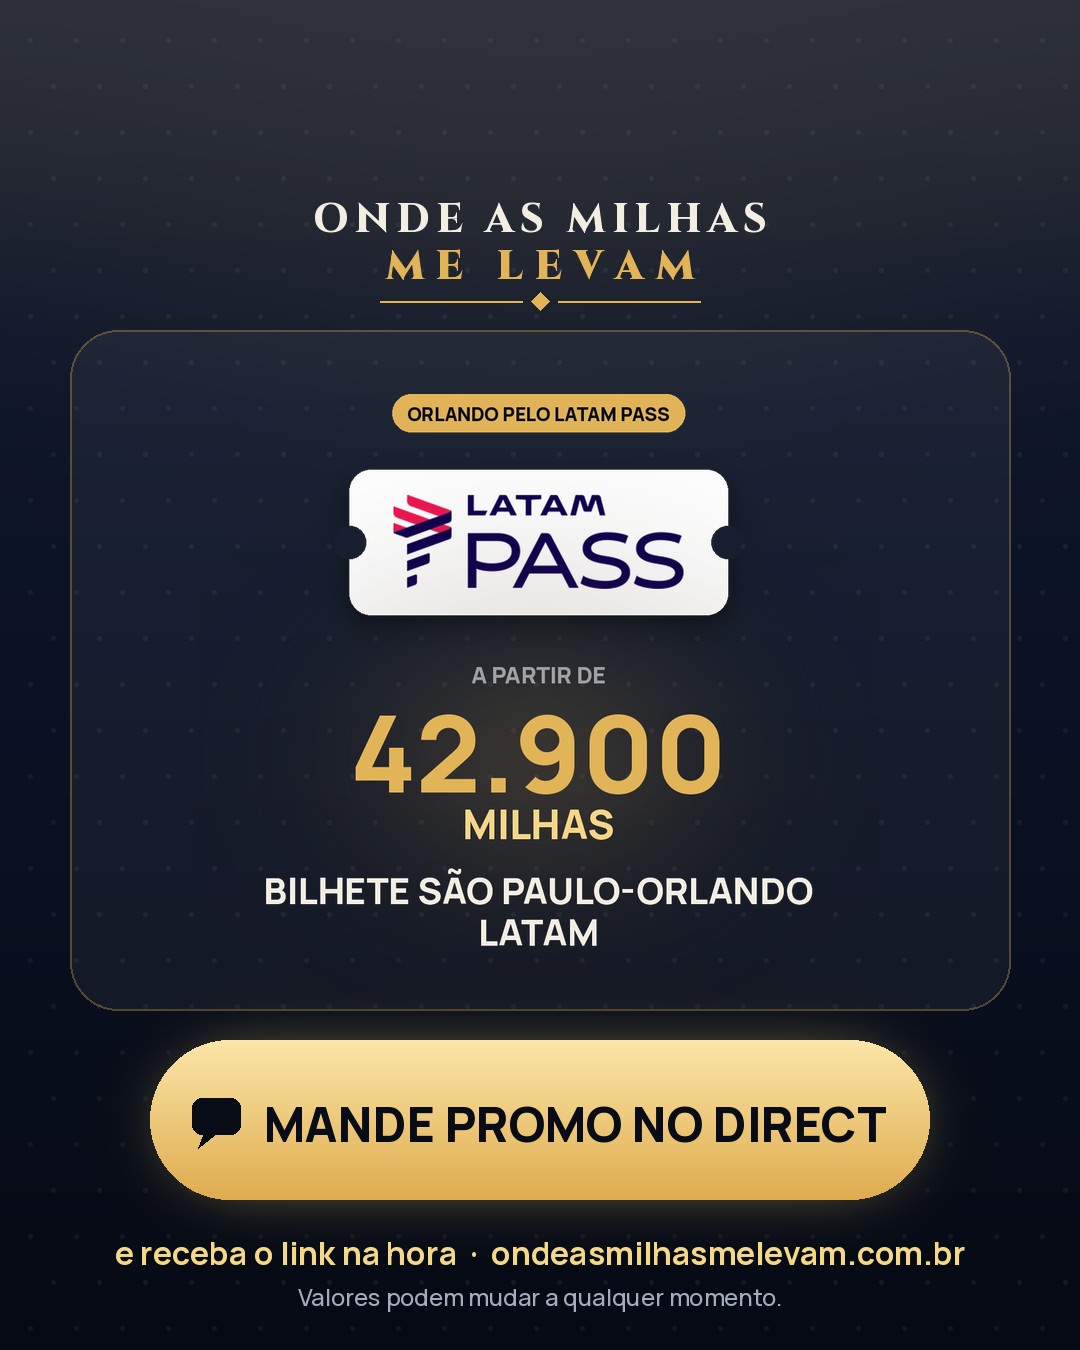 ONDE AS MILHAS
ME LEVAM
ORLANDO PELO LATAM PASS
LATAM
PASS
A PARTIR DE
42.900
MILHAS
BILHETE SÃO PAULO-ORLANDO
LATAM
MANDE PROMO NO DIRECT
e receba o link na hora · ondeasmilhasmelevam.com.br
Valores podem mudar a qualquer momento.